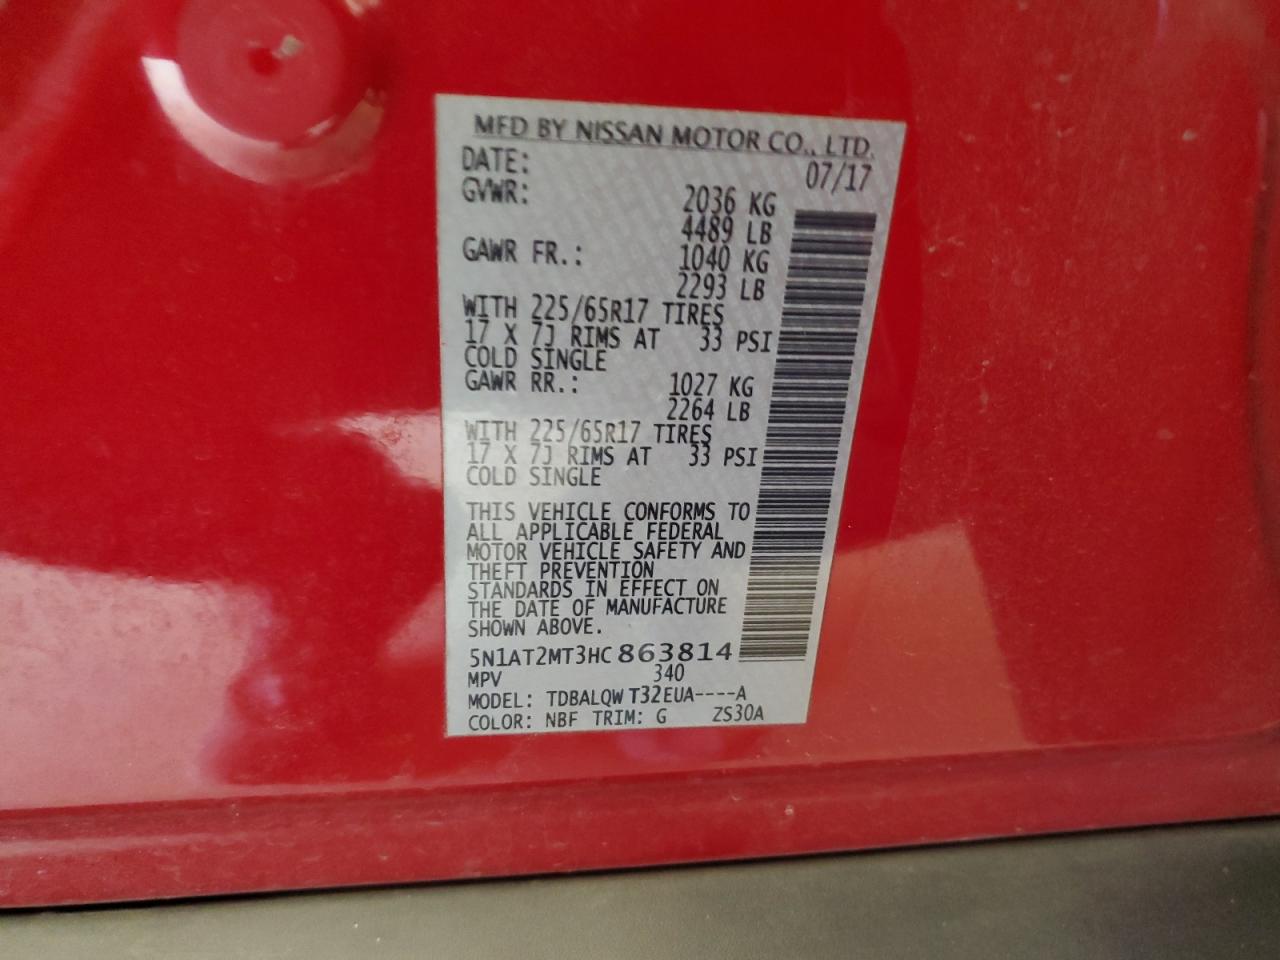 MFD BY NISSAN MOTOR CO., LTD.
DATE: 07/17
GVWR: 2036 KG
4489 LB
GAWR FR.: 1040 KG
2293 LB
WITH 225/65R17 TIRES
17 X 7J RIMS AT 33 PSI
COLD SINGLE
GAWR RR.: 1027 KG
2264 LB
WITH 225/65R17 TIRES
17 X 7J RIMS AT 33 PSI
COLD SINGLE
THIS VEHICLE CONFORMS TO
ALL APPLICABLE FEDERAL
MOTOR VEHICLE SAFETY AND
THEFT PREVENTION
STANDARDS IN EFFECT ON
THE DATE OF MANUFACTURE
SHOWN ABOVE.
5N1AT2MT3HC863814
MPV 340
MODEL: TDBALQW T32EUA----A
COLOR: NBF TRIM: G ZS30A